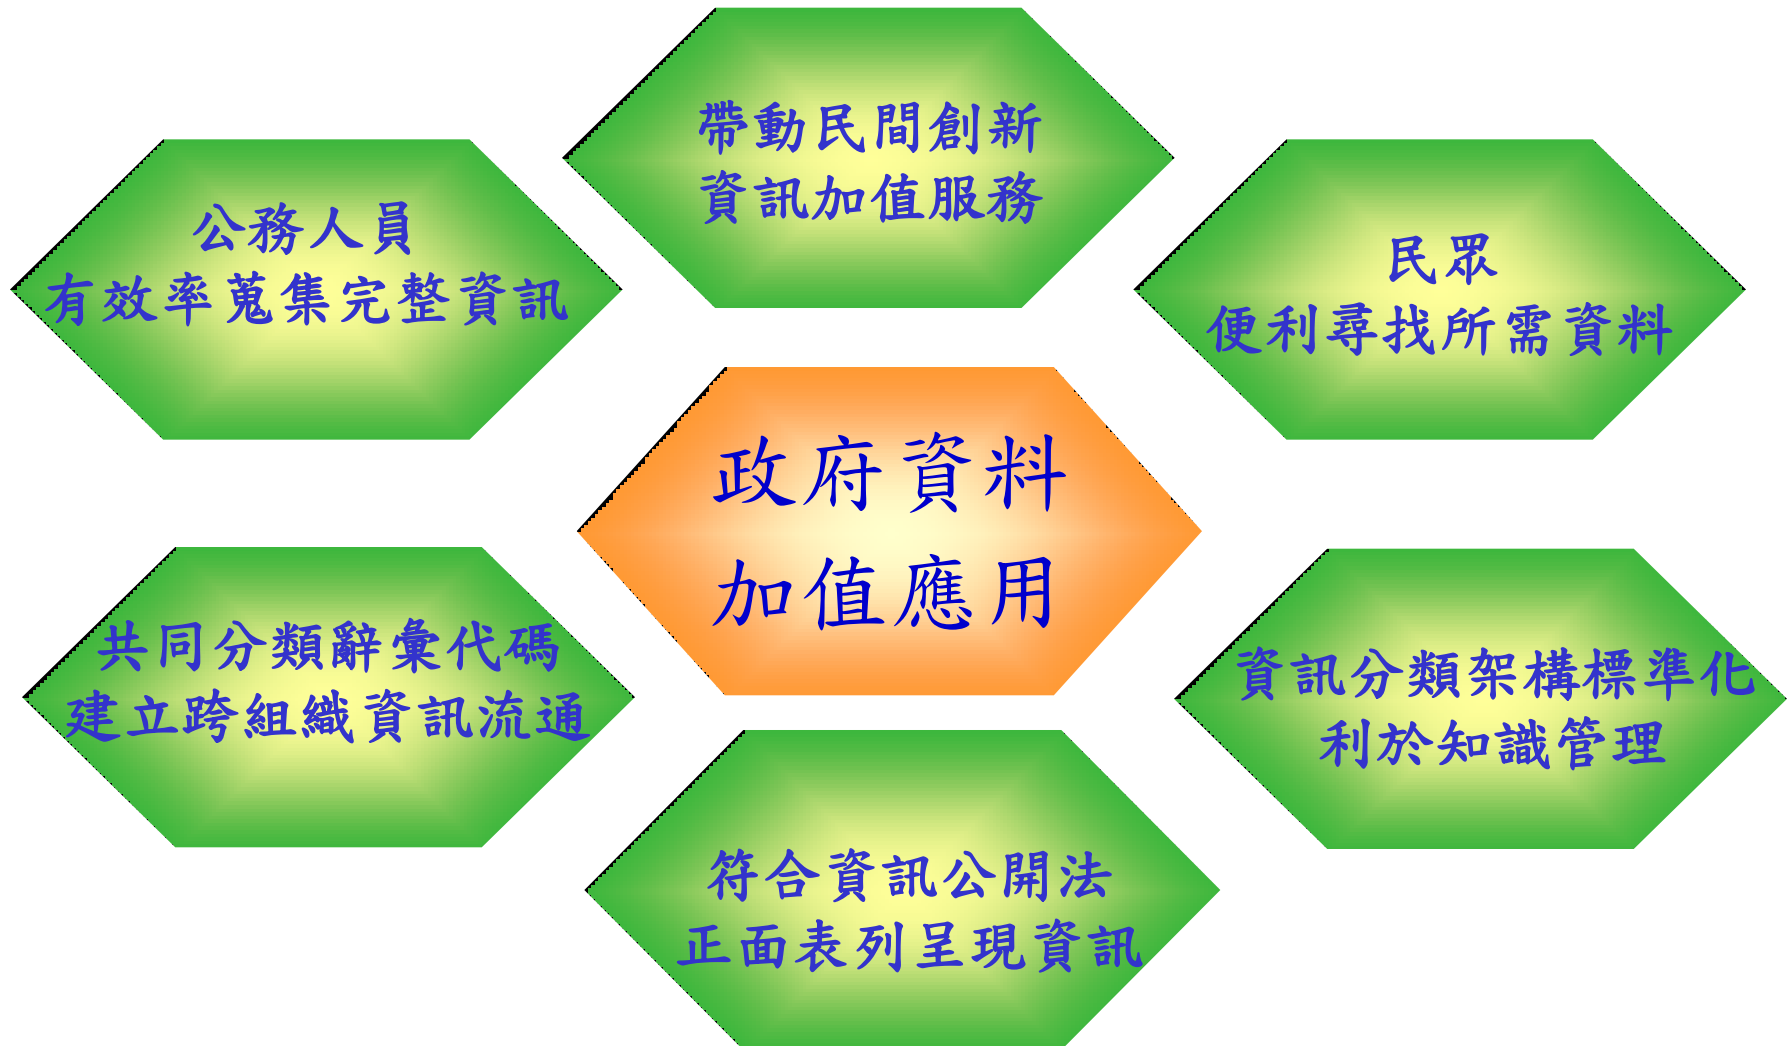 帶動民間創新
資訊加值服務
公務人員
有效率蒐集完整資訊
民眾
便利尋找所需資料
政府資料
加值應用
共同分類辭彙代碼
建立跨組織資訊流通
資訊分類架構標準化
利於知識管理
符合資訊公開法
正面表列呈現資訊